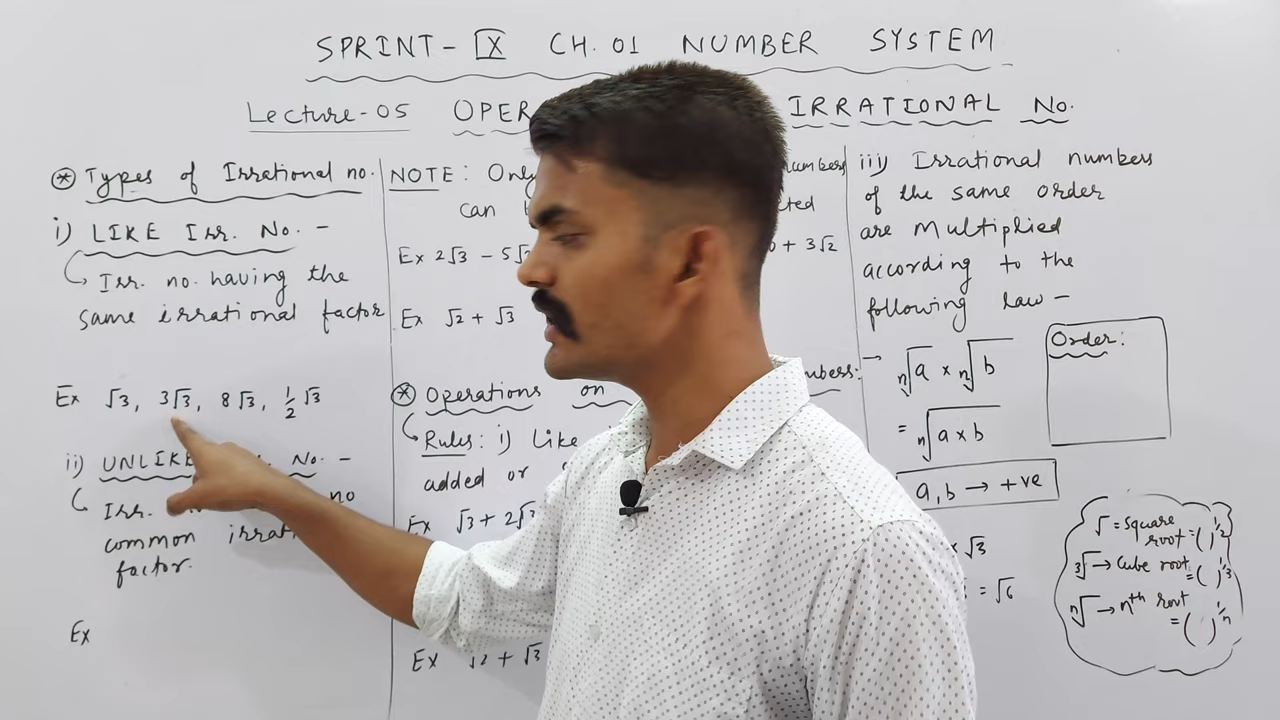 SPRINT-IX CH. 01 NUMBER SYSTEM
Lecture-05 OPER IRRATIONAL No.
* Types of Irrational no.
i) LIKE Irr. No. -
Irr. no. having the
same irrational factor
Ex √3, 3√3, 8√3, 1/2 √3
ii) UNLIKE No. -
Irr. no
common irrati
factor.
Ex
NOTE: Only numbers
can
Ex 2√3 - 5√2 + 3√2
Ex √2 + √3
* Operations on
Rules: i) Like
added or
Ex √3 + 2√3
Ex √2 + √3
iii) Irrational numbers
of the same order
are Multiplied
according to the
following law -
→ ⁿ√a × ⁿ√b
= ⁿ√a×b
a, b → +ve
× √3
= √6
Order:
√ = square
root = ( )^1/2
³√ → cube root
= ( )^1/3
ⁿ√ → nth root
= ( )^1/n